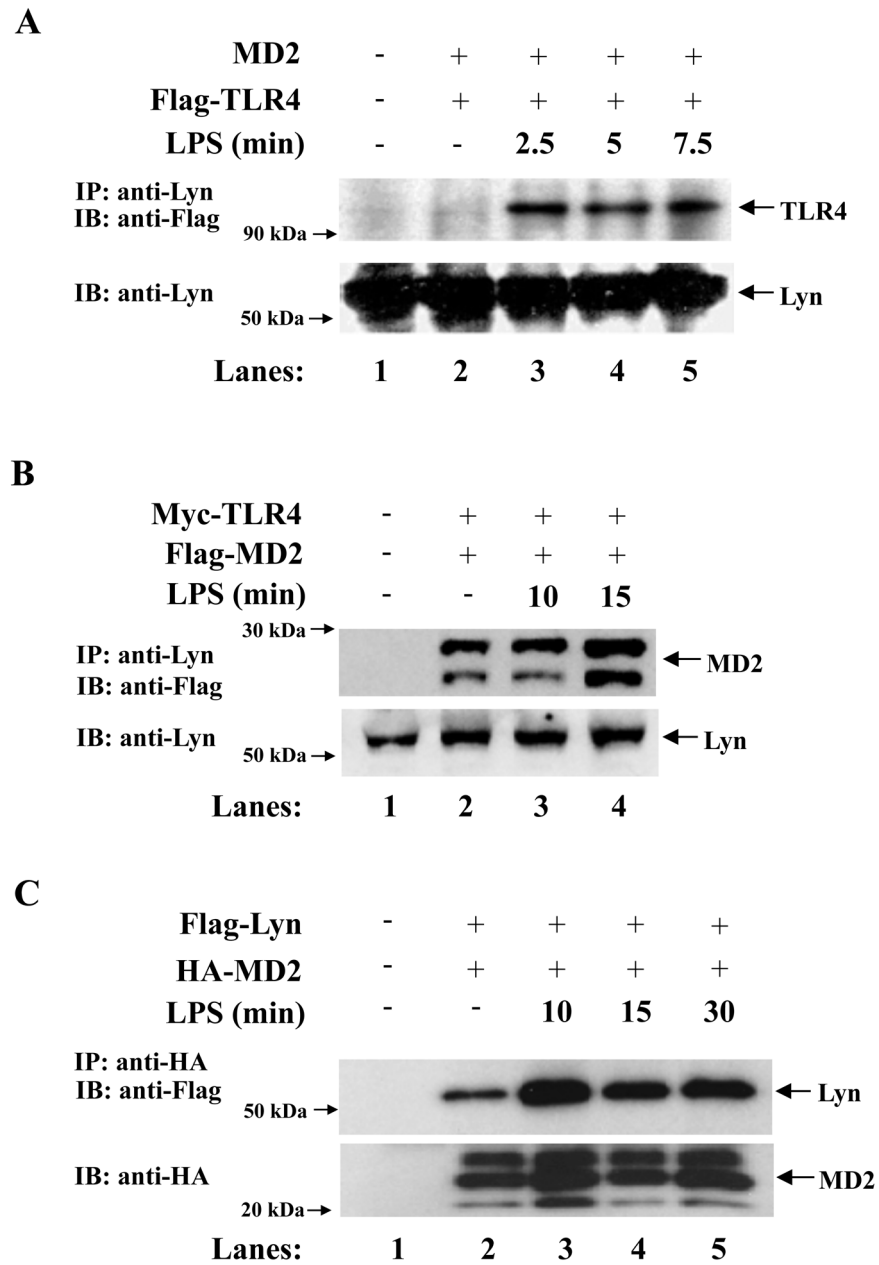 A
MD2 - + + + +
Flag-TLR4 - + + + +
LPS (min) - - 2.5 5 7.5
IP: anti-Lyn
IB: anti-Flag
90 kDa
TLR4
IB: anti-Lyn
50 kDa
Lyn
Lanes: 1 2 3 4 5
B
Myc-TLR4 - + + +
Flag-MD2 - + + +
LPS (min) - - 10 15
30 kDa
IP: anti-Lyn
IB: anti-Flag
MD2
IB: anti-Lyn
50 kDa
Lyn
Lanes: 1 2 3 4
C
Flag-Lyn - + + + +
HA-MD2 - + + + +
LPS (min) - - 10 15 30
IP: anti-HA
IB: anti-Flag
50 kDa
Lyn
IB: anti-HA
20 kDa
MD2
Lanes: 1 2 3 4 5